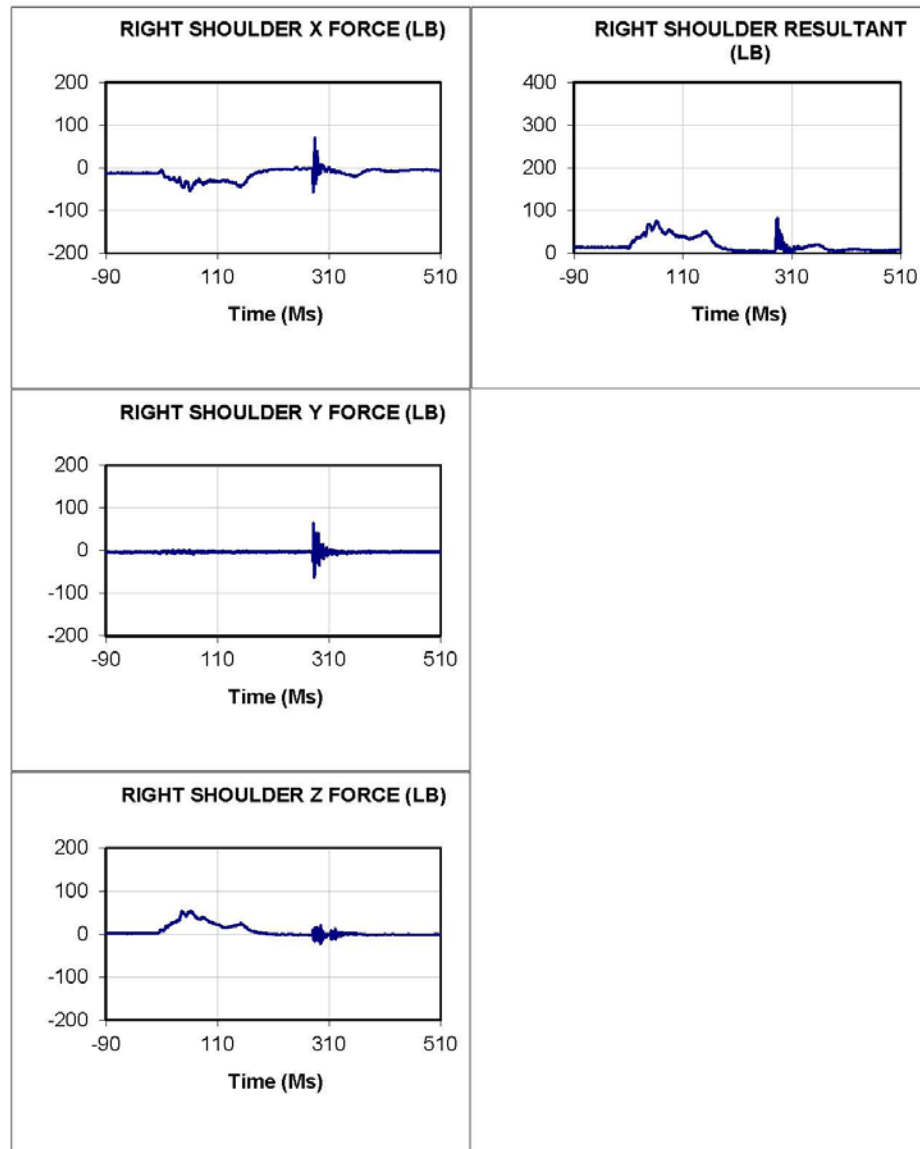 RIGHT SHOULDER X FORCE (LB)
200
100
0
-100
-200
-90 110 310 510
Time (Ms)
RIGHT SHOULDER RESULTANT
(LB)
400
300
200
100
0
-90 110 310 510
Time (Ms)
RIGHT SHOULDER Y FORCE (LB)
200
100
0
-100
-200
-90 110 310 510
Time (Ms)
RIGHT SHOULDER Z FORCE (LB)
200
100
0
-100
-200
-90 110 310 510
Time (Ms)